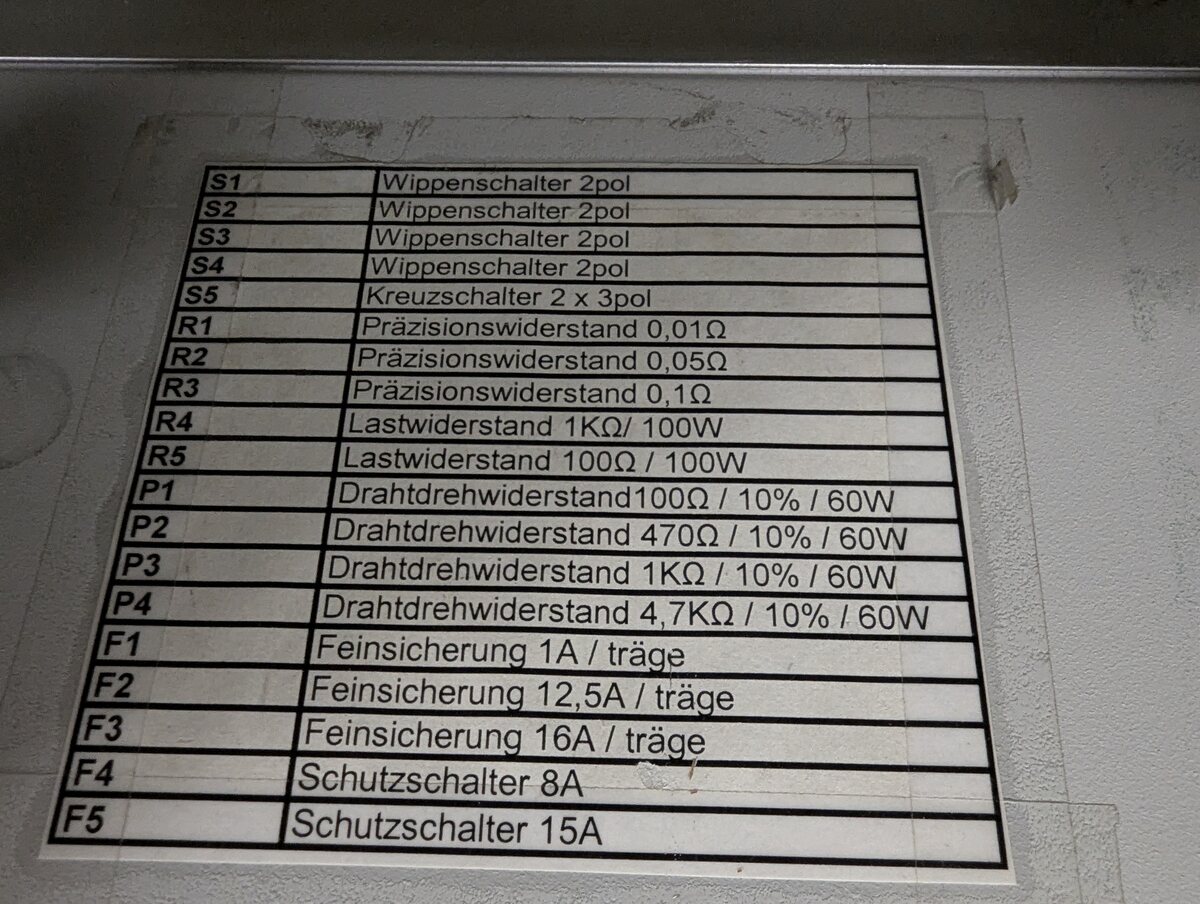 S1 Wippenschalter 2pol
S2 Wippenschalter 2pol
S3 Wippenschalter 2pol
S4 Wippenschalter 2pol
S5 Kreuzschalter 2 x 3pol
R1 Präzisionswiderstand 0,01Ω
R2 Präzisionswiderstand 0,05Ω
R3 Präzisionswiderstand 0,1Ω
R4 Lastwiderstand 1KΩ/ 100W
R5 Lastwiderstand 100Ω / 100W
P1 Drahtdrehwiderstand100Ω / 10% / 60W
P2 Drahtdrehwiderstand 470Ω / 10% / 60W
P3 Drahtdrehwiderstand 1KΩ / 10% / 60W
P4 Drahtdrehwiderstand 4,7KΩ / 10% / 60W
F1 Feinsicherung 1A / träge
F2 Feinsicherung 12,5A / träge
F3 Feinsicherung 16A / träge
F4 Schutzschalter 8A
F5 Schutzschalter 15A